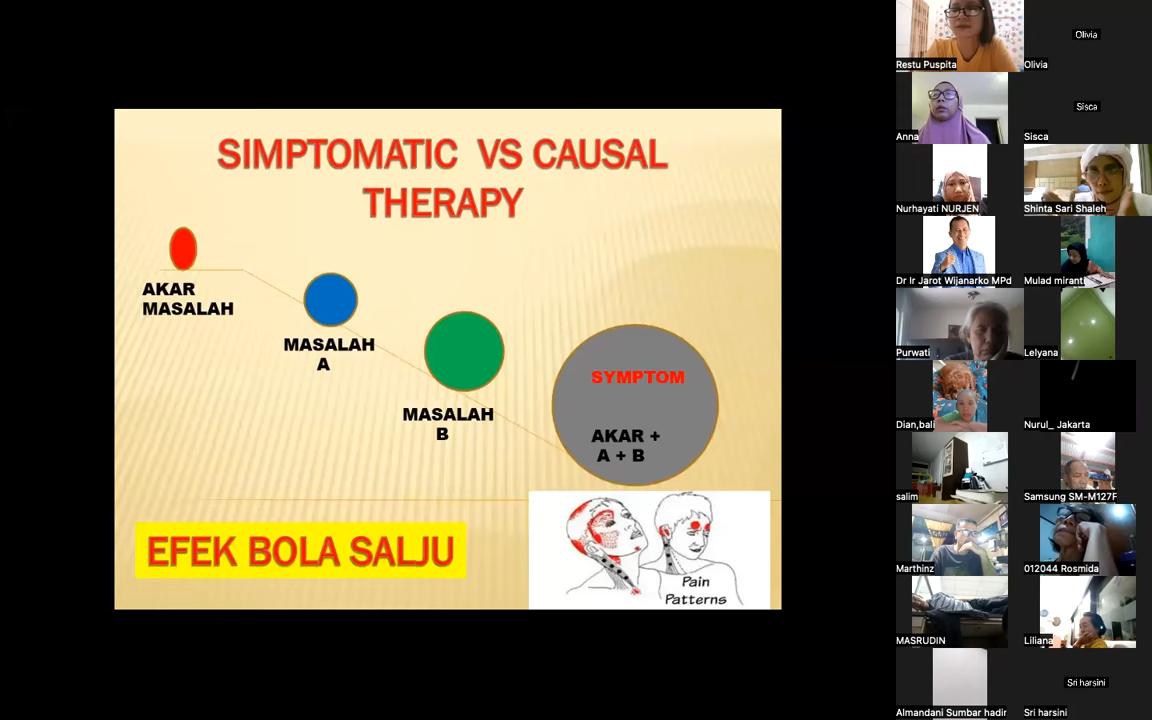 SIMPTOMATIC VS CAUSAL
THERAPY
AKAR
MASALAH
MASALAH
A
MASALAH
B
SYMPTOM
AKAR +
A + B
EFEK BOLA SALJU
Pain
Patterns
Restu Puspita
Olivia
Olivia
Anna
Sisca
Sisca
Nurhayati NURJEN
Shinta Sari Shaleh
Dr Ir Jarot Wijanarko MPd
Mulad miranti
Purwati
Lelyana
Dian,bali
Nurul_ Jakarta
salim
Samsung SM-M127F
Marthinz
012044 Rosmida
MASRUDIN
Liliana
Almandani Sumbar hadir
Sri harsini
Sri harsini